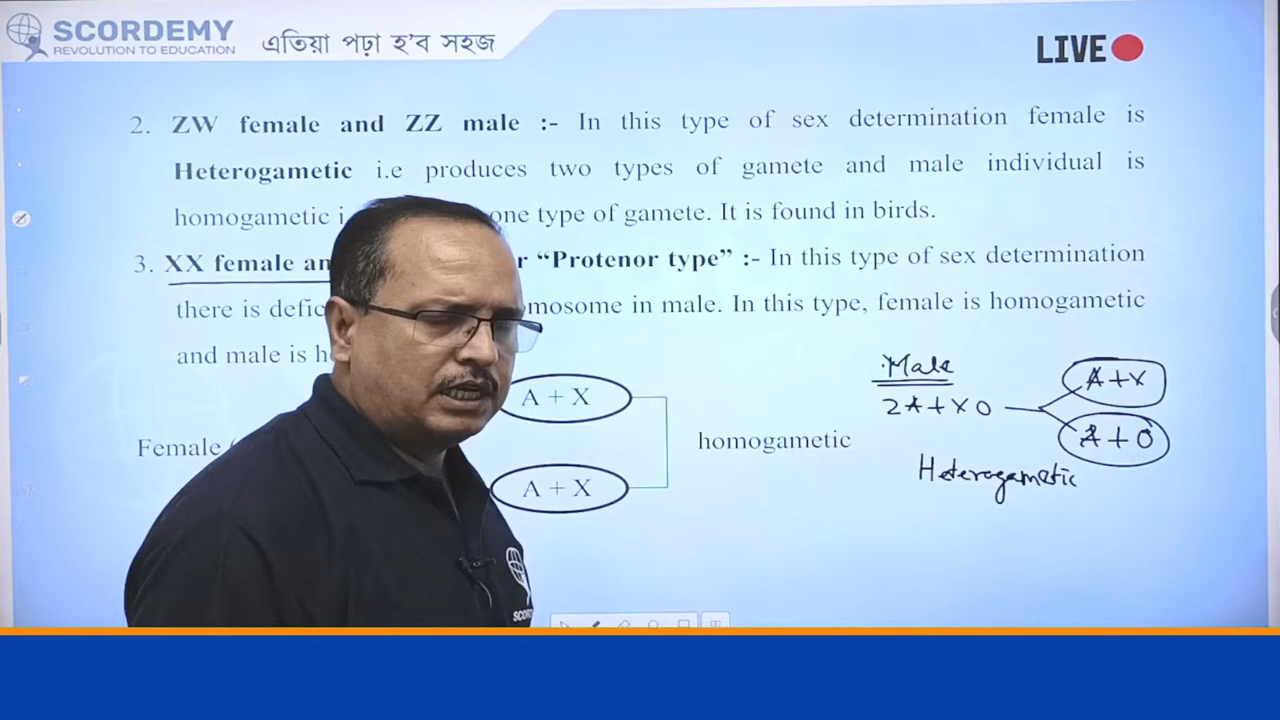 SCORDEMY
REVOLUTION TO EDUCATION
এতিয়া পঢ়া হ'ব সহজ
LIVE
2. ZW female and ZZ male :- In this type of sex determination female is
Heterogametic i.e produces two types of gamete and male individual is
homogametic one type of gamete. It is found in birds.
3. XX female "Protenor type" :- In this type of sex determination
there is in male. In this type, female is homogametic
and male is
Male
A + X
A+X
2A+XO
A+O
Female
homogametic
Heterogametic
A + X